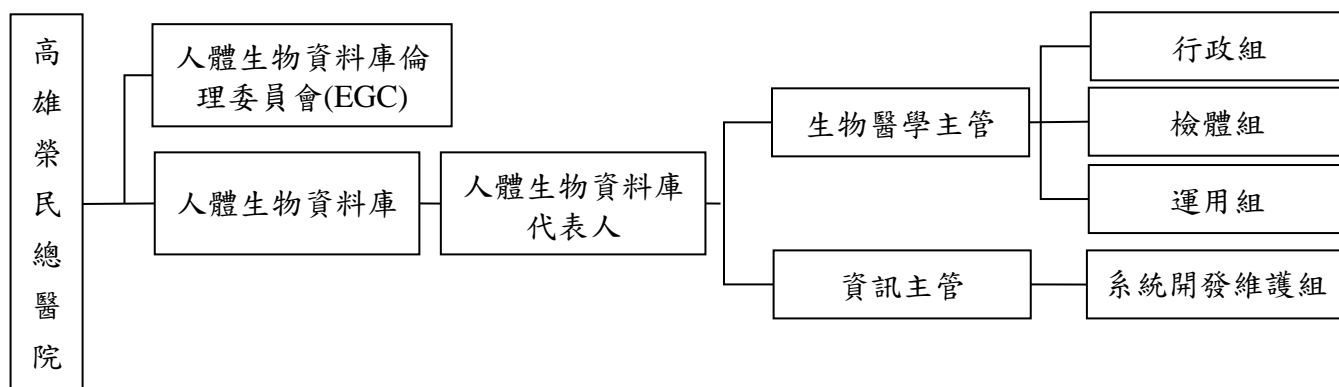 高
雄
榮
民
總
醫
院
人體生物資料庫倫
理委員會(EGC)
人體生物資料庫
人體生物資料庫
代表人
生物醫學主管
行政組
檢體組
運用組
資訊主管
系統開發維護組